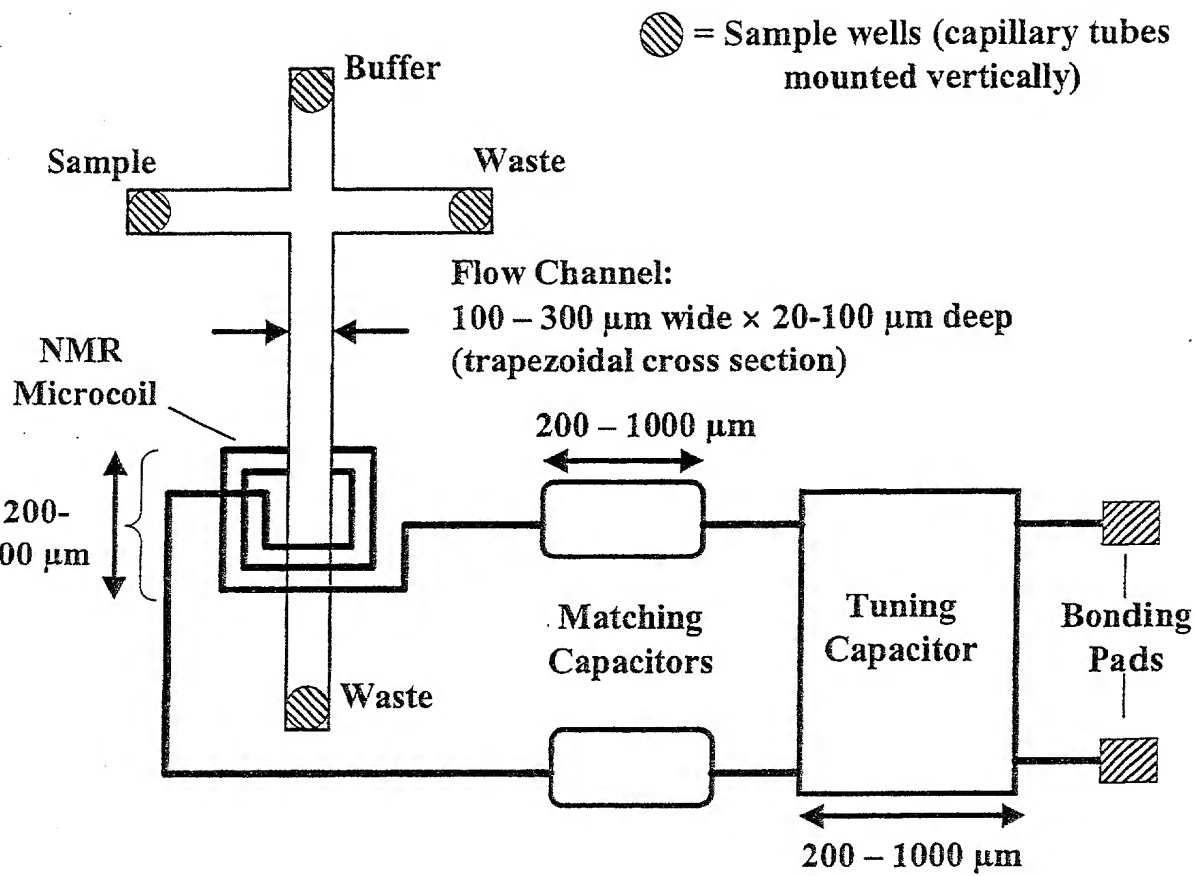 = Sample wells (capillary tubes
mounted vertically)
Buffer
Sample
Waste
Flow Channel:
100 – 300 µm wide × 20-100 µm deep
(trapezoidal cross section)
NMR
Microcoil
200 – 1000 µm
200-
00 µm
Matching
Capacitors
Tuning
Capacitor
Bonding
Pads
Waste
200 – 1000 µm